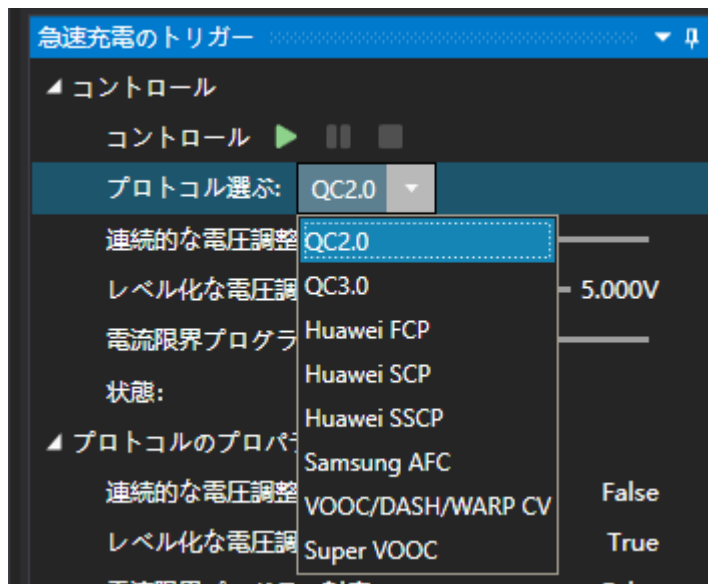 急速充電のトリガー
コントロール
コントロール
プロトコル選ぶ: QC2.0
連続的な電圧調整
QC2.0
レベル化な電圧調
QC3.0
5.000V
電流限界プログラ
Huawei FCP
Huawei SCP
状態:
Huawei SSCP
プロトコルのプロパ
Samsung AFC
連続的な電圧調整
VOOC/DASH/WARP CV
False
レベル化な電圧調
Super VOOC
True